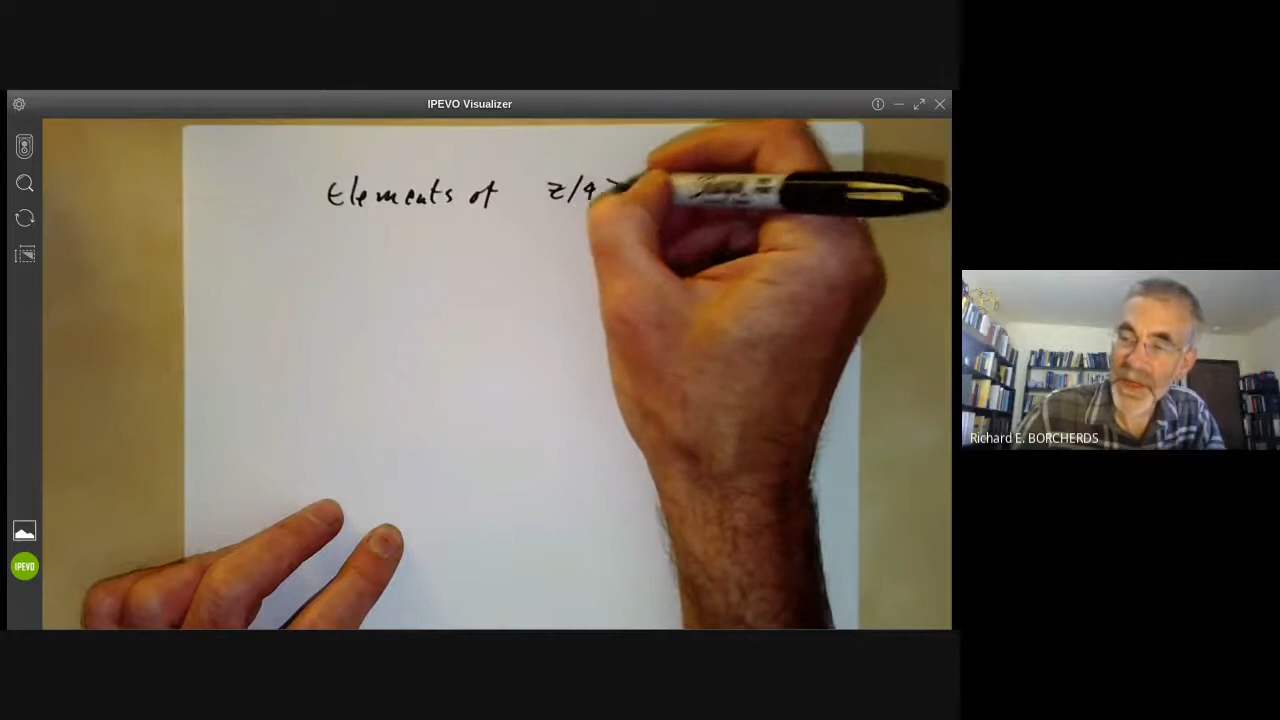 IPEVO Visualizer
Elements of Z/4
IPEVO
Richard E. BORCHERDS